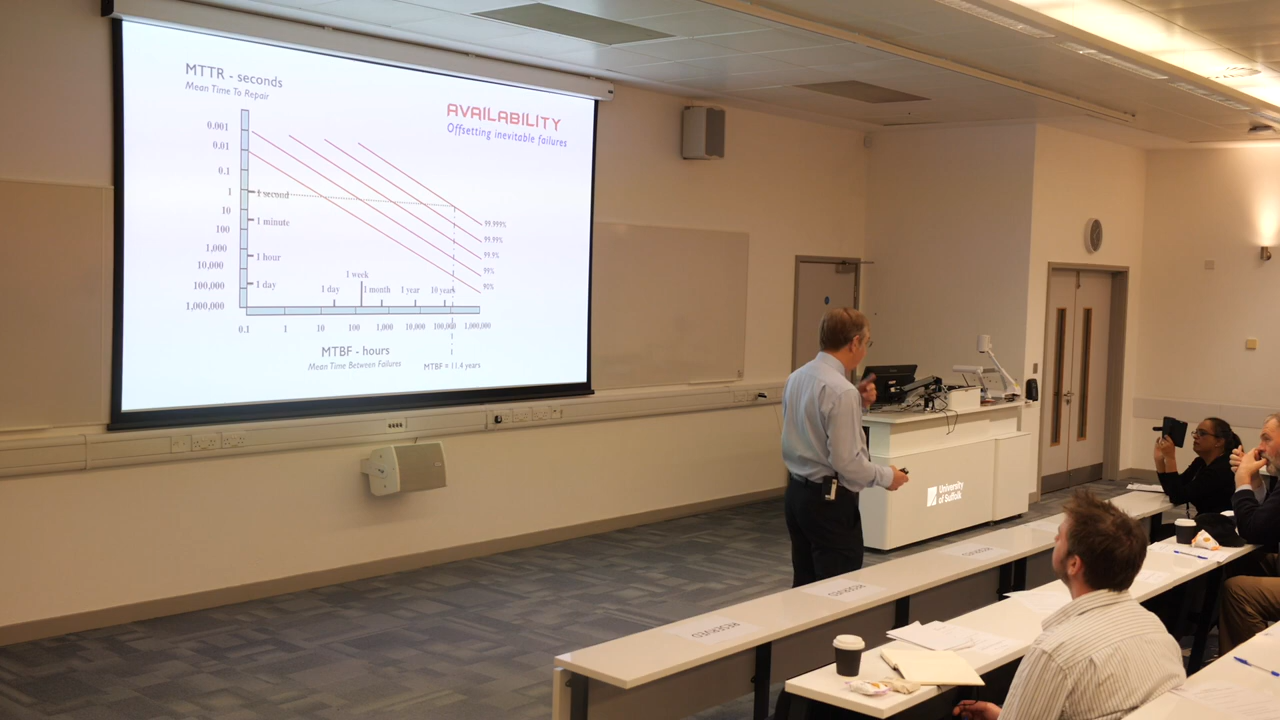 MTTR - seconds
Mean Time To Repair
AVAILABILITY
Offsetting inevitable failures
0.001
0.01
0.1
1
10
100
1,000
10,000
100,000
1,000,000
1 second
1 minute
1 hour
1 day
99.999%
99.99%
99.9%
99%
90%
1 week
1 day
1 month
1 year
10 years
0.1
1
10
100
1,000
10,000
100,000
1,000,000
MTBF - hours
Mean Time Between Failures
MTBF = 11.4 years
University
of Suffolk
RESERVED
RESERVED
RESERVED